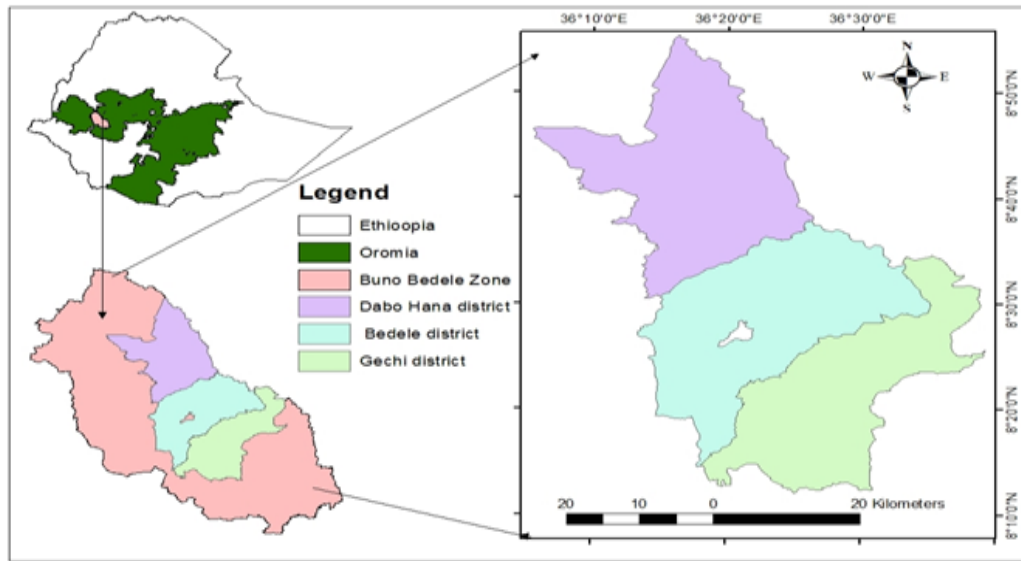 36°10'0"E
36°20'0"E
36°30'0"E
N
W
E
S
8°50'0"N
8°40'0"N
8°30'0"N
8°20'0"N
8°10'0"N
Legend
Ethioopia
Oromia
Buno Bedele Zone
Dabo Hana district
Bedele district
Gechi district
20 10 0 20 Kilometers